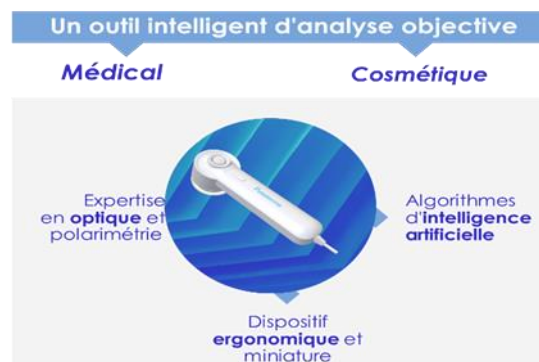 Un outil intelligent d'analyse objective
Médical
Cosmétique
Expertise
en optique et
polarimétrie
Algorithmes
d'intelligence
artificielle
Dispositif
ergonomique et
miniature